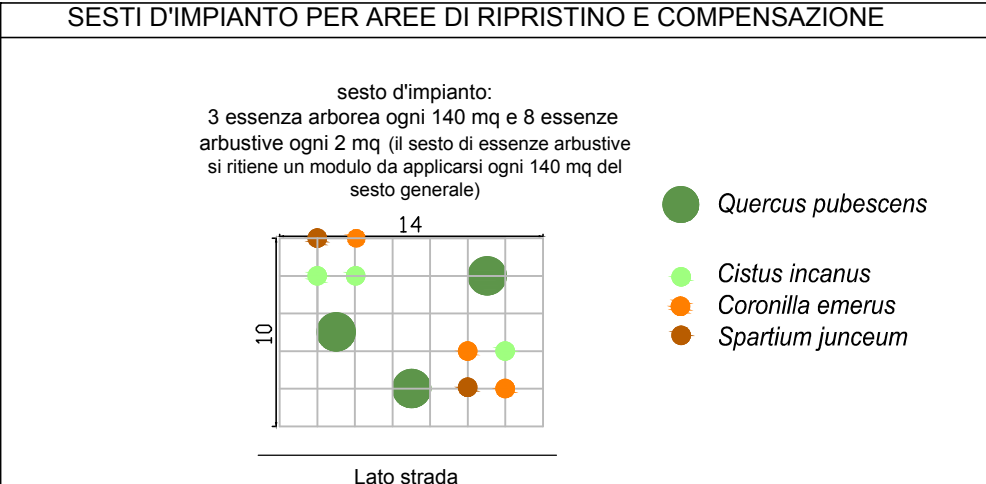 SESTI D'IMPIANTO PER AREE DI RIPRISTINO E COMPENSAZIONE
sesto d'impianto:
3 essenza arborea ogni 140 mq e 8 essenze
arbustive ogni 2 mq (il sesto di essenze arbustive
si ritiene un modulo da applicarsi ogni 140 mq del
sesto generale)
14
10
Quercus pubescens
Cistus incanus
Coronilla emerus
Spartium junceum
Lato strada